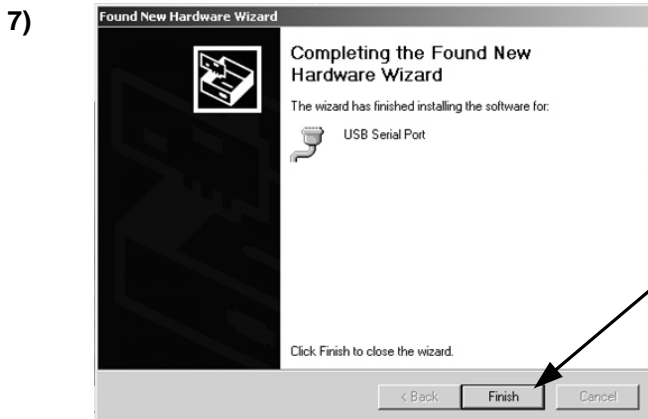 7)
Found New Hardware Wizard
Completing the Found New
Hardware Wizard
The wizard has finished installing the software for:
USB Serial Port
Click Finish to close the wizard.
< Back
Finish
Cancel